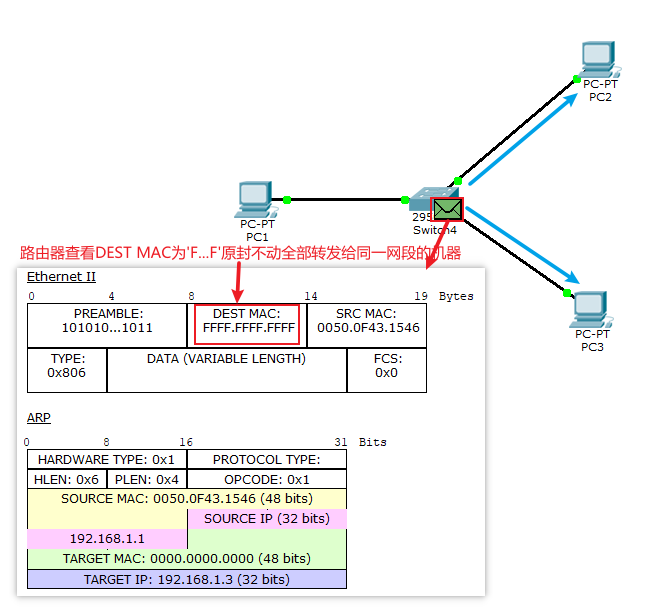 PC-PT
PC2
PC-PT
PC1
295
Switch4
路由器查看DEST MAC为'F...F'原封不动全部转发给同一网段的机器
PC-PT
PC3
Ethernet II
0 4 8 14 19 Bytes
PREAMBLE: DEST MAC: SRC MAC:
101010...1011 FFFF.FFFF.FFFF 0050.0F43.1546
TYPE: DATA (VARIABLE LENGTH) FCS:
0x806 0x0
ARP
0 8 16 31 Bits
HARDWARE TYPE: 0x1 PROTOCOL TYPE:
HLEN: 0x6 PLEN: 0x4 OPCODE: 0x1
SOURCE MAC: 0050.0F43.1546 (48 bits)
SOURCE IP (32 bits)
192.168.1.1
TARGET MAC: 0000.0000.0000 (48 bits)
TARGET IP: 192.168.1.3 (32 bits)